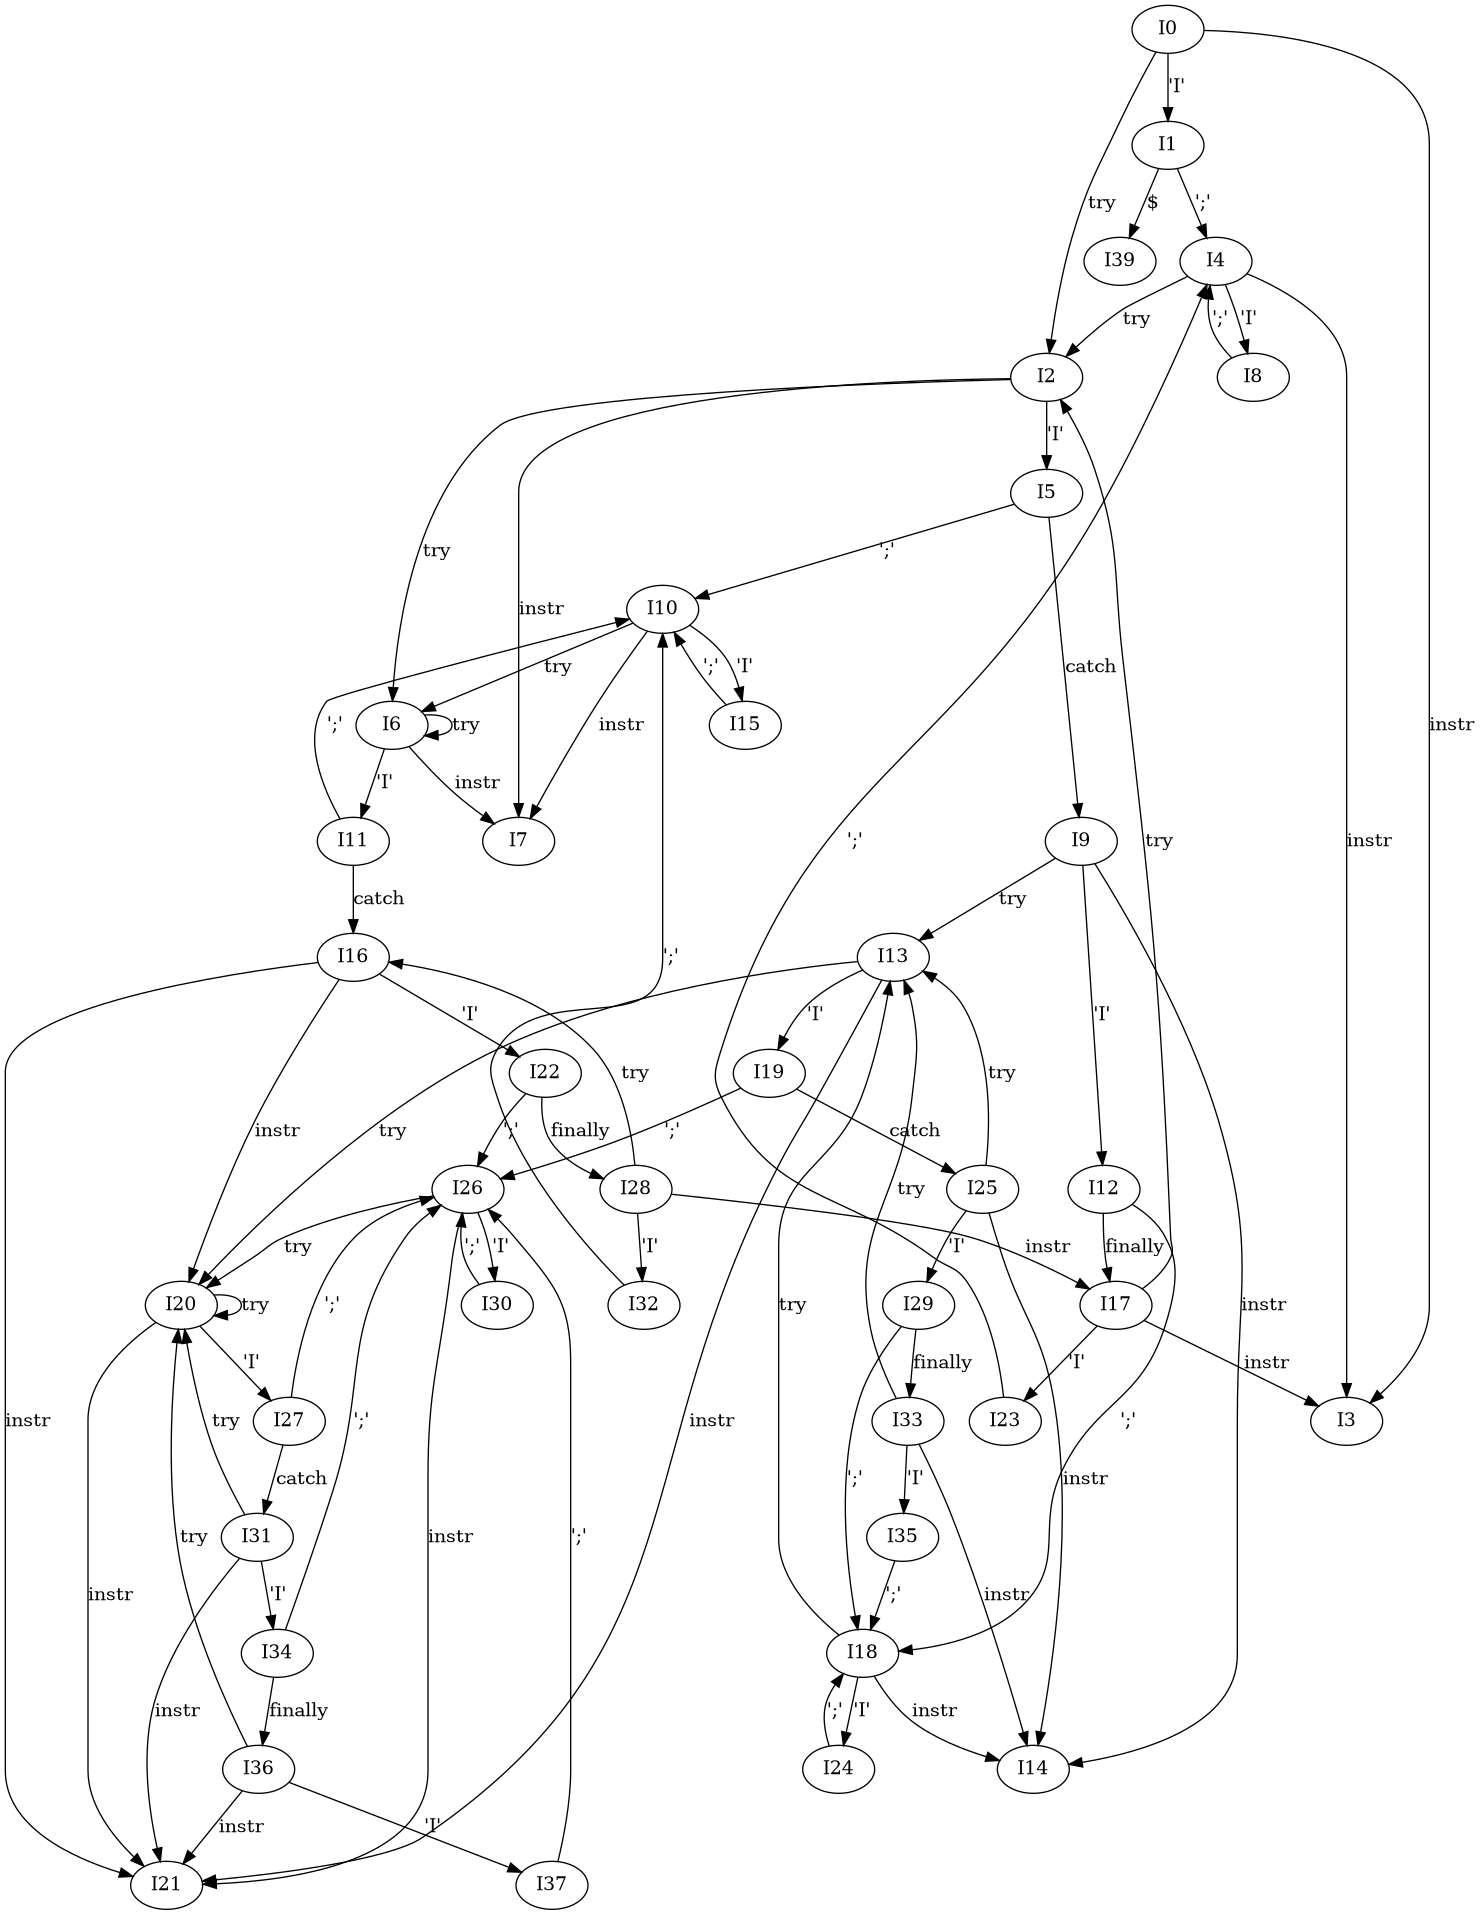 I0
'I'
I1
try
$
';'
I39
I4
try
'I'
';'
I2
I8
'I'
instr
I5
try
';'
instr
I10
catch
try
';'
'I'
I6
try
';'
instr
I15
';'
instr
'I'
instr
I11
I7
I9
try
catch
try
I16
I13
';'
'I'
'I'
'I'
try
I22
I19
try
instr
try
';'
finally
';'
catch
I26
I28
I25
I12
try
';'
'I'
'I'
instr
'I'
finally
instr
I20
try
I30
I32
I29
I17
try
'I'
';'
finally
'I'
instr
instr
try
I27
';'
instr
instr
I33
I23
';'
I3
catch
';'
'I'
instr
try
I31
instr
';'
I35
instr
'I'
';'
instr
I34
I18
instr
finally
';'
'I'
instr
I36
I24
I14
instr
'I'
I21
I37